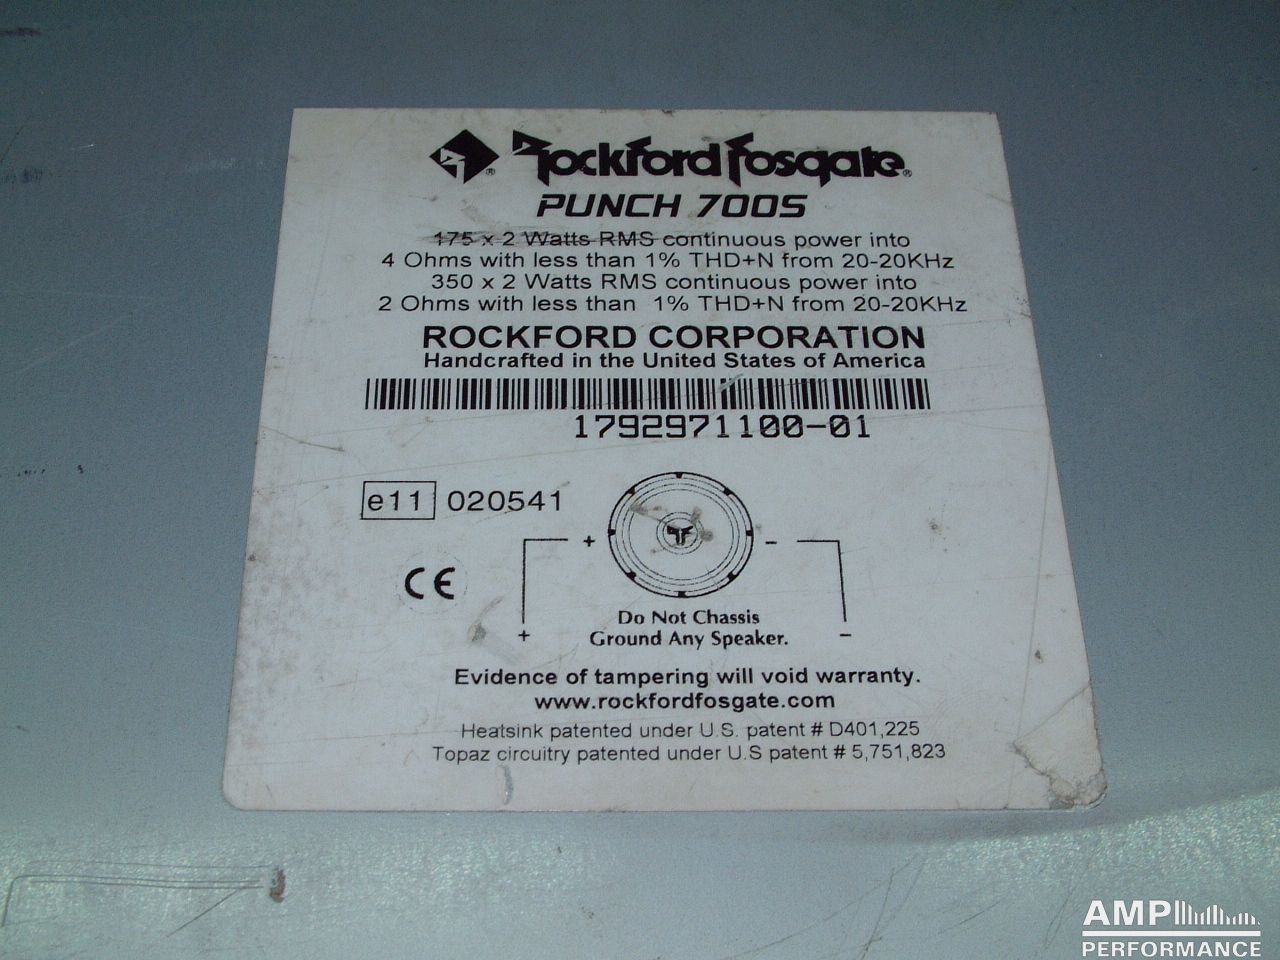 Rockford Fosgate®
PUNCH 700S
175 x 2 Watts RMS continuous power into
4 Ohms with less than 1% THD+N from 20-20KHz
350 x 2 Watts RMS continuous power into
2 Ohms with less than 1% THD+N from 20-20KHz
ROCKFORD CORPORATION
Handcrafted in the United States of America
1792971100-01
e11 020541
+ -
CE
Do Not Chassis
+ Ground Any Speaker. -
Evidence of tampering will void warranty.
www.rockfordfosgate.com
Heatsink patented under U.S. patent # D401,225
Topaz circuitry patented under U.S patent # 5,751,823
AMP
PERFORMANCE